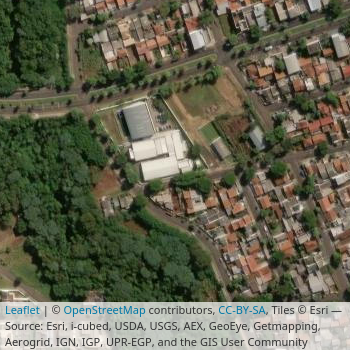 Leaflet | © OpenStreetMap contributors, CC-BY-SA, Tiles © Esri —
Source: Esri, i-cubed, USDA, USGS, AEX, GeoEye, Getmapping,
Aerogrid, IGN, IGP, UPR-EGP, and the GIS User Community